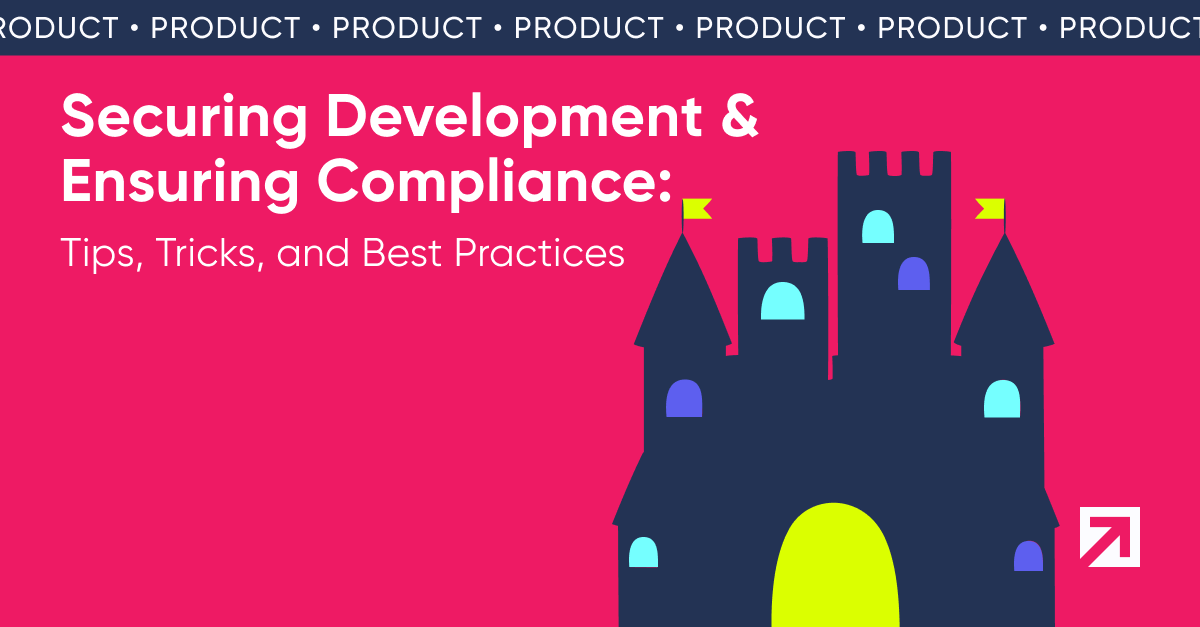 RODUCT • PRODUCT • PRODUCT • PRODUCT • PRODUCT • PRODUCT • PRODUCT
Securing Development &
Ensuring Compliance:
Tips, Tricks, and Best Practices